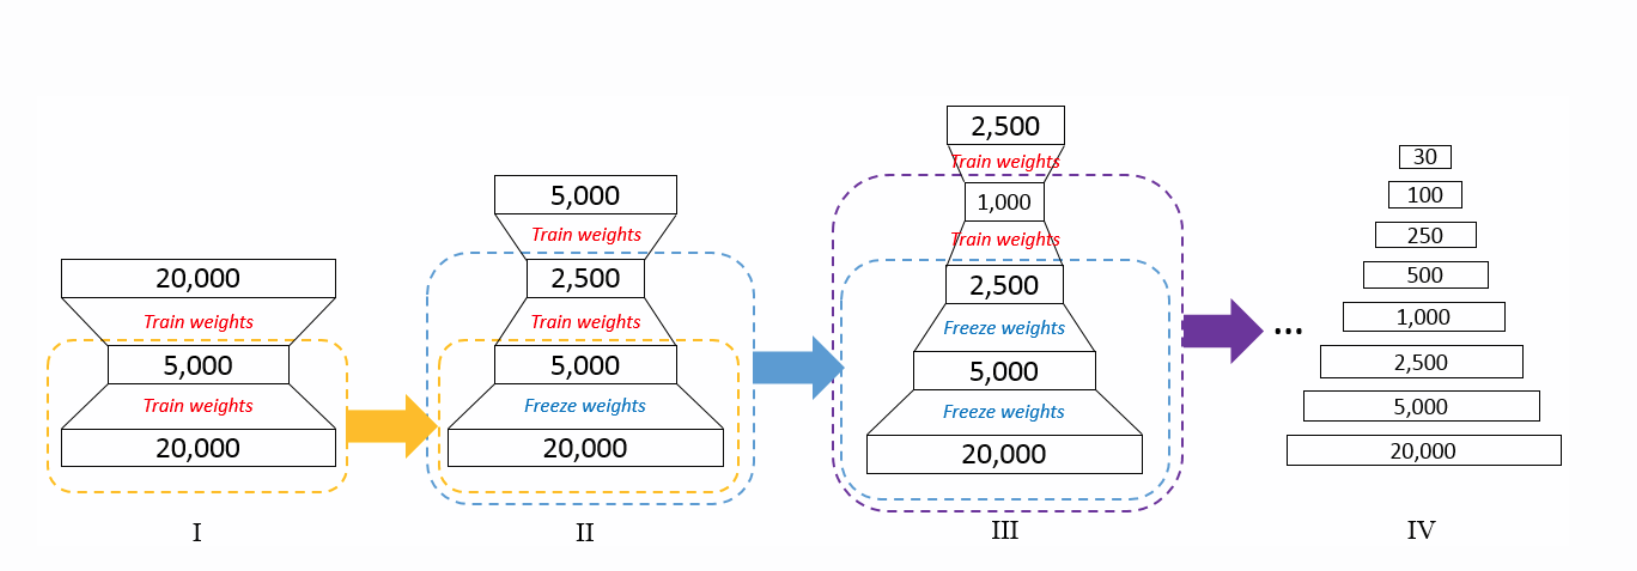 20,000
Train weights
5,000
Train weights
20,000
I
5,000
Train weights
2,500
Train weights
5,000
Freeze weights
20,000
II
2,500
Train weights
1,000
Train weights
2,500
Freeze weights
5,000
Freeze weights
20,000
III
...
30
100
250
500
1,000
2,500
5,000
20,000
IV